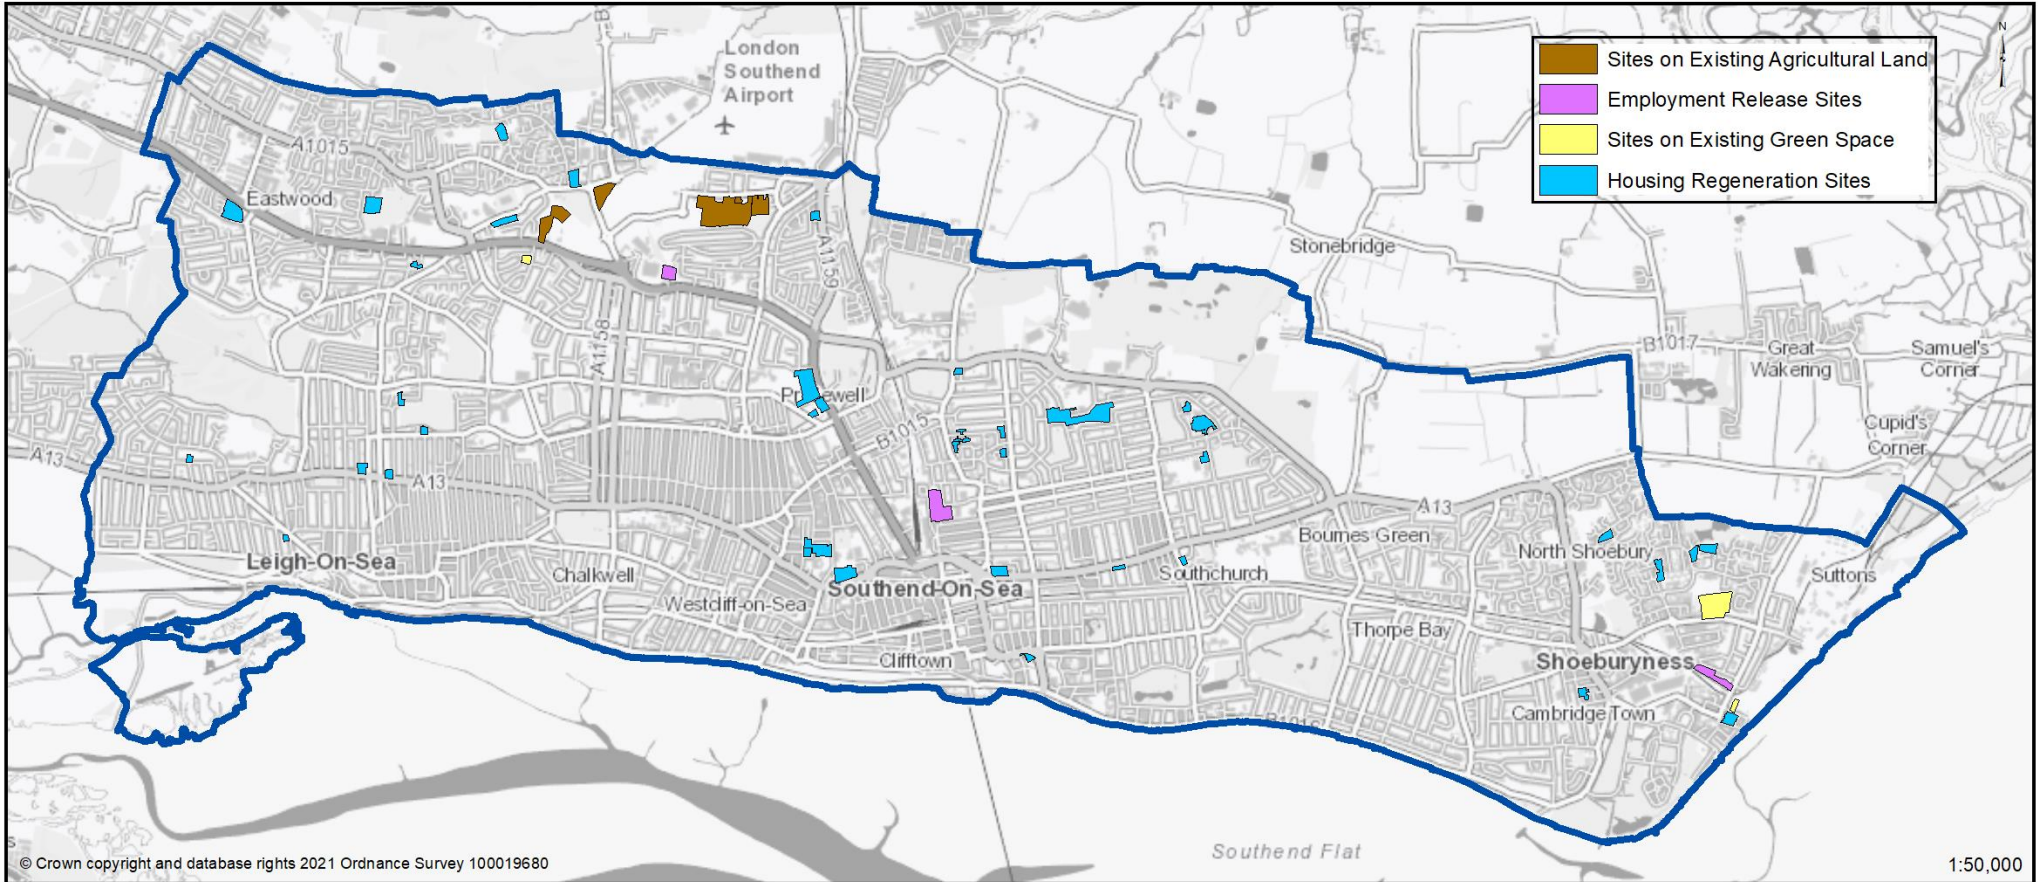 London
Southend
Airport
N
Sites on Existing Agricultural Land
Employment Release Sites
Sites on Existing Green Space
Housing Regeneration Sites
A1015
Eastwood
A1159
Stonebridge
A1158
B1017
Great
Wakering
Samuel's
Corner
Cupid's
Corner
B1015
A13
A13
A13
Bournes Green
North Shoebury
Suttons
Leigh-On-Sea
Chalkwell
Southend-On-Sea
Southchurch
Westcliff-on-Sea
Thorpe Bay
Clifftown
Shoeburyness
Cambridge Town
Southend Flat
© Crown copyright and database rights 2021 Ordnance Survey 100019680
1:50,000